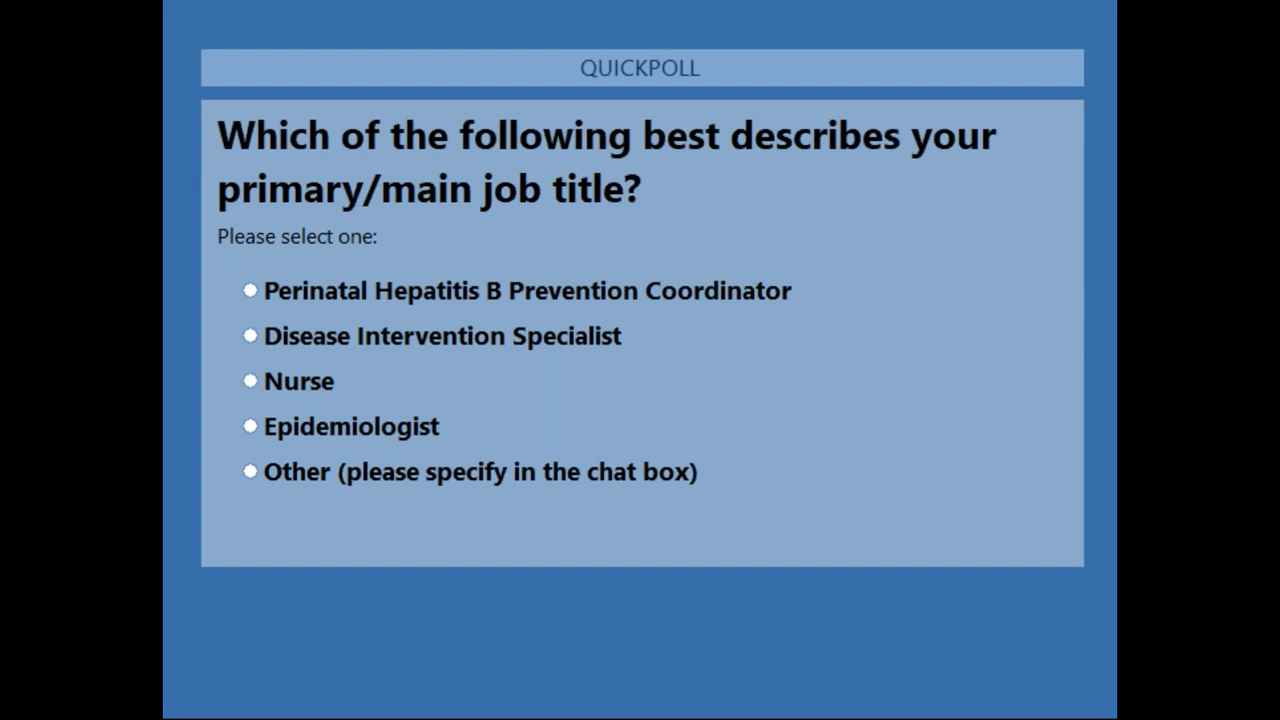 QUICKPOLL
Which of the following best describes your
primary/main job title?
Please select one:
Perinatal Hepatitis B Prevention Coordinator
Disease Intervention Specialist
Nurse
Epidemiologist
Other (please specify in the chat box)